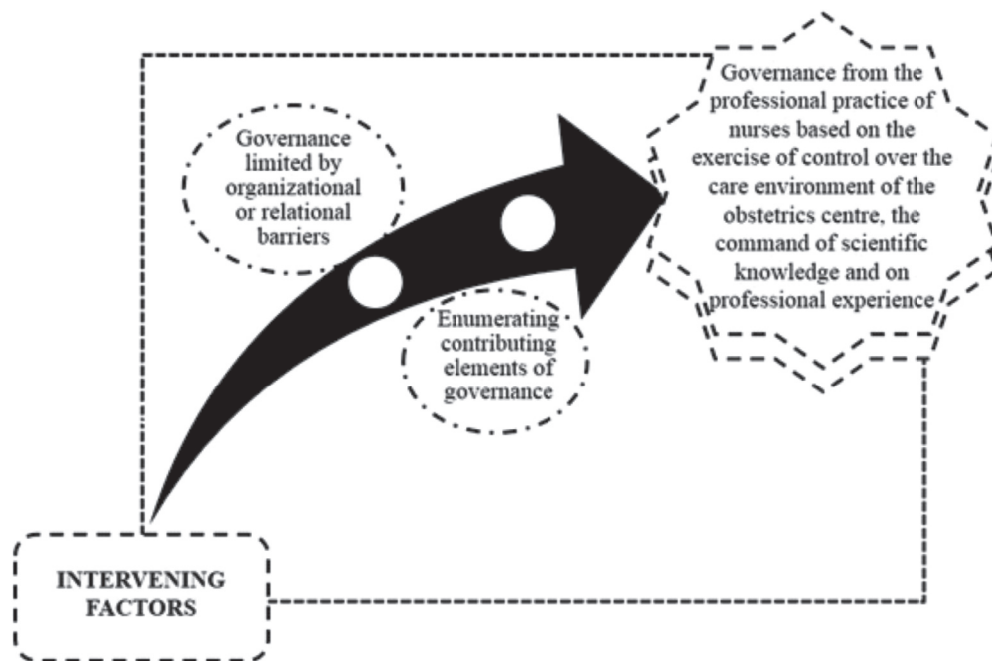 Governance
limited by
organizational
or relational
barriers
Enumerating
contributing
elements of
governance
Governance from the
professional practice of
nurses based on the
exercise of control over the
care environment of the
obstetrics centre, the
command of scientific
knowledge and on
professional experience
INTERVENING
FACTORS